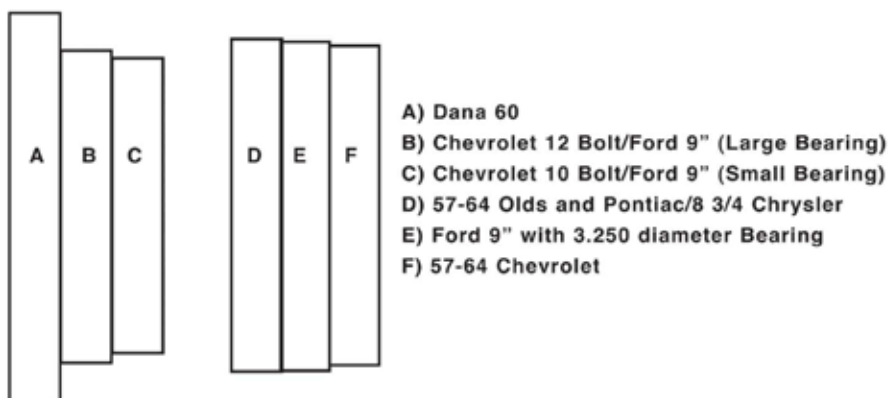 A B C D E F
A) Dana 60
B) Chevrolet 12 Bolt/Ford 9” (Large Bearing)
C) Chevrolet 10 Bolt/Ford 9” (Small Bearing)
D) 57-64 Olds and Pontiac/8 3/4 Chrysler
E) Ford 9” with 3.250 diameter Bearing
F) 57-64 Chevrolet